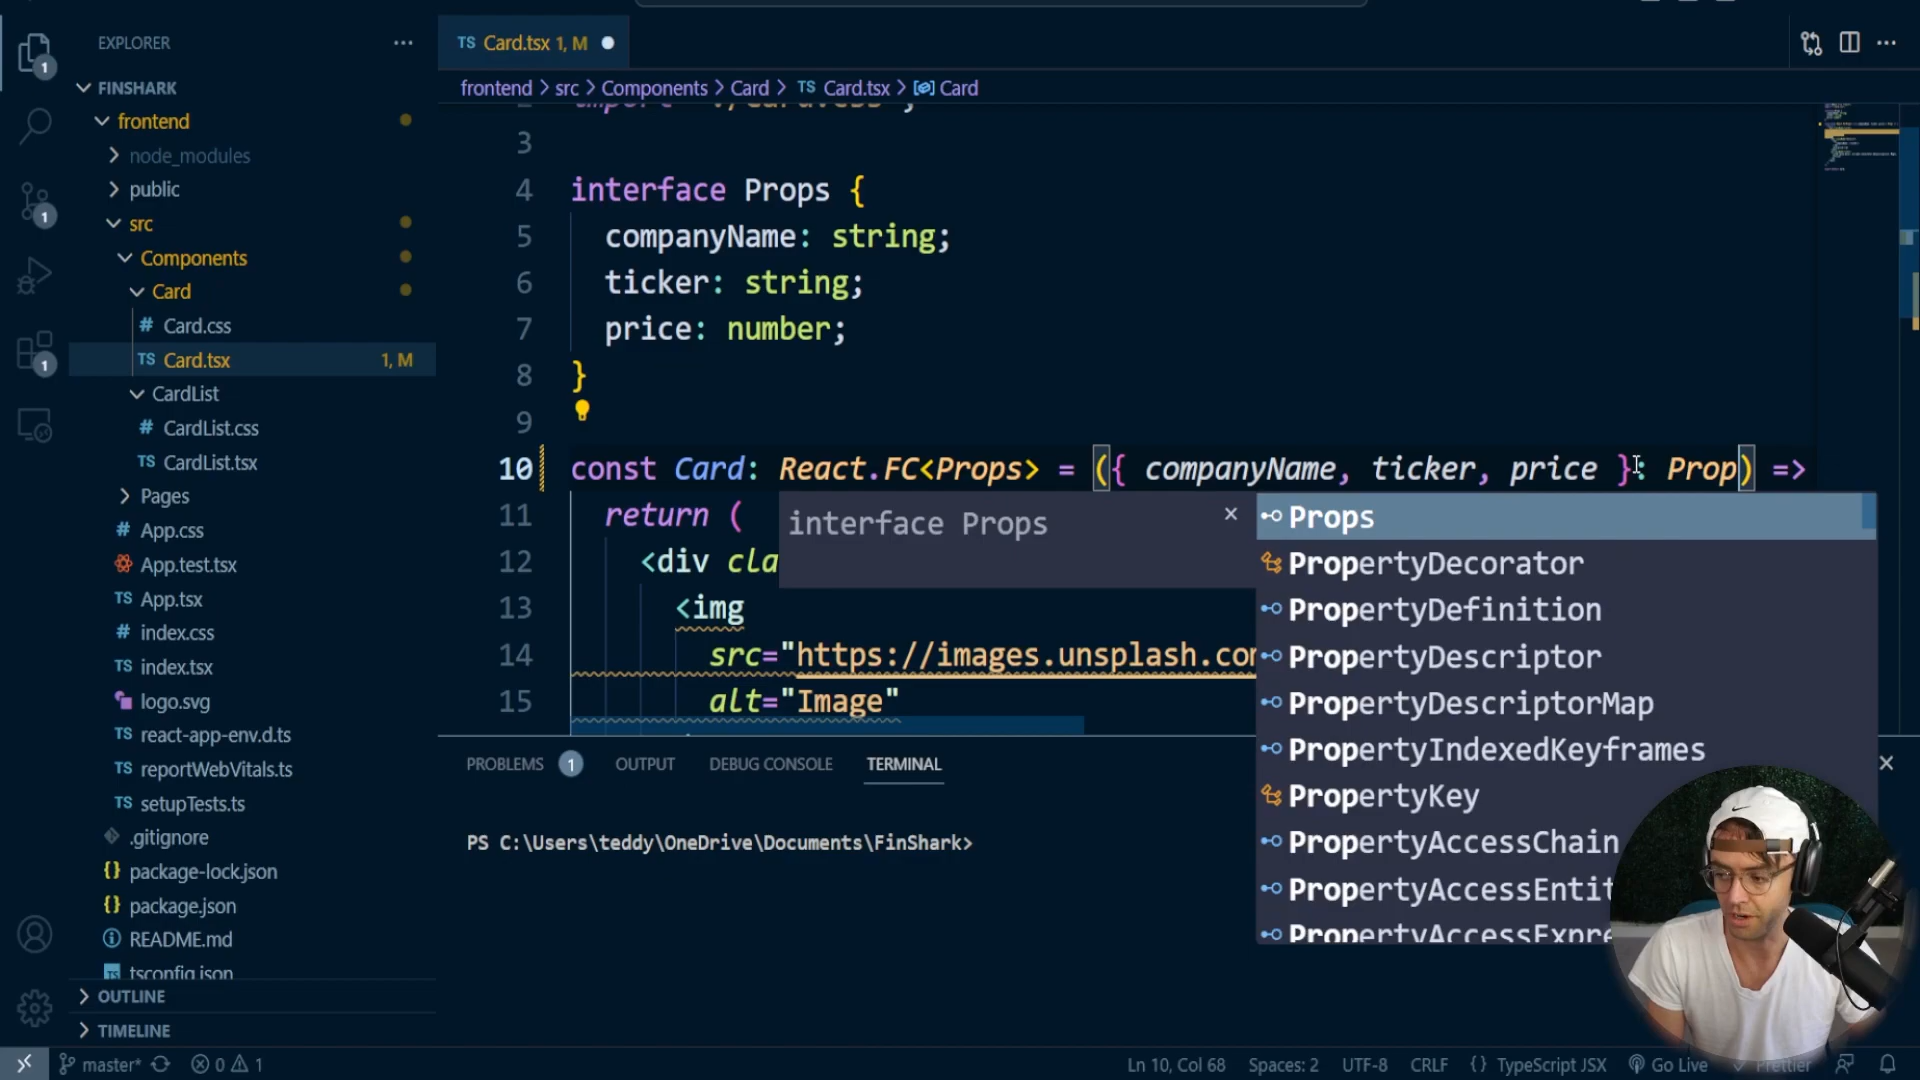 EXPLORER
FINSHARK
frontend
node_modules
public
src
Components
Card
Card.css
TS Card.tsx 1, M
CardList
CardList.css
TS CardList.tsx
Pages
App.css
App.test.tsx
TS App.tsx
index.css
TS index.tsx
logo.svg
TS react-app-env.d.ts
TS reportWebVitals.ts
TS setupTests.ts
.gitignore
package-lock.json
package.json
README.md
tsconfig.json
OUTLINE
TIMELINE
1
1
1
TS Card.tsx 1, M
frontend > src > Components > Card > TS Card.tsx > Card
3
4 interface Props {
5 companyName: string;
6 ticker: string;
7 price: number;
8 }
9
10 const Card: React.FC<Props> = ({ companyName, ticker, price }: Prop) =>
11 return (
12 <div cla
13 <img
14 src="https://images.unsplash.com
15 alt="Image"
interface Props
Props
PropertyDecorator
PropertyDefinition
PropertyDescriptor
PropertyDescriptorMap
PropertyIndexedKeyframes
PropertyKey
PropertyAccessChain
PropertyAccessEntit
PropertyAccessExpre
PROBLEMS 1 OUTPUT DEBUG CONSOLE TERMINAL
PS C:\Users\teddy\OneDrive\Documents\FinShark>
master* 0 1 Ln 10, Col 68 Spaces: 2 UTF-8 CRLF {} TypeScript JSX Go Live Prettier